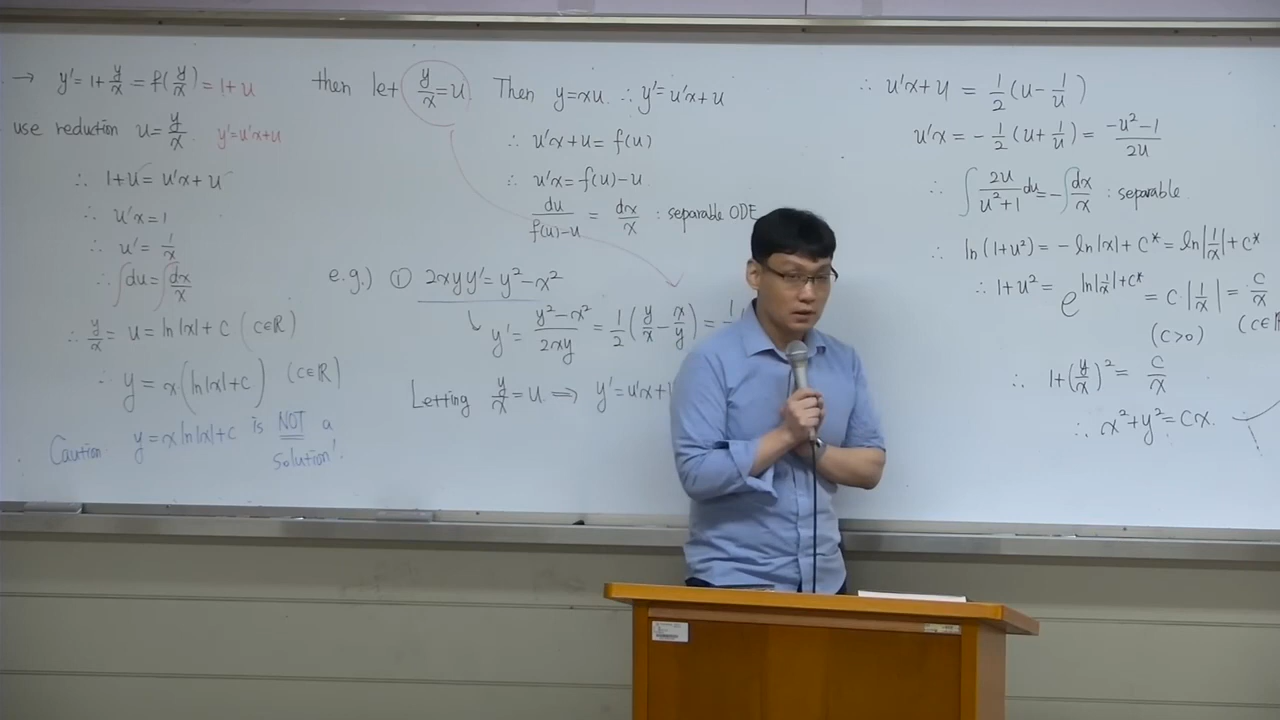 → y' = 1 + y/x = f(y/x) = 1+u
use reduction u = y/x. y' = u'x+u
∴ 1+u = u'x + u
∴ u'x = 1
∴ u' = 1/x
∴ ∫du = ∫dx/x
∴ y/x = u = ln|x| + c (c∈ℝ)
∴ y = x(ln|x|+c) (c∈ℝ)
Caution y = x ln|x| + c is NOT a
solution!
then let y/x = u Then y = xu. ∴ y' = u'x+u
∴ u'x+u = f(u)
∴ u'x = f(u)-u
du/f(u)-u = dx/x : separable ODE
e.g.) ① 2xyy' = y²-x²
y' = y²-x²/2xy = 1/2(y/x - x/y) = 1
Letting y/x = u ⇒ y' = u'x+
∴ u'x+u = 1/2(u - 1/u)
u'x = -1/2(u + 1/u) = -u²-1/2u
∴ ∫2u/u²+1 du = -∫dx/x : separable
∴ ln(1+u²) = -ln|x| + c* = ln|1/x| + c*
∴ 1+u² = e^ln|1/x|+c* = c·|1/x| = c/x
(c>0) (c∈ℝ
∴ 1+(y/x)² = c/x
∴ x²+y² = cx.